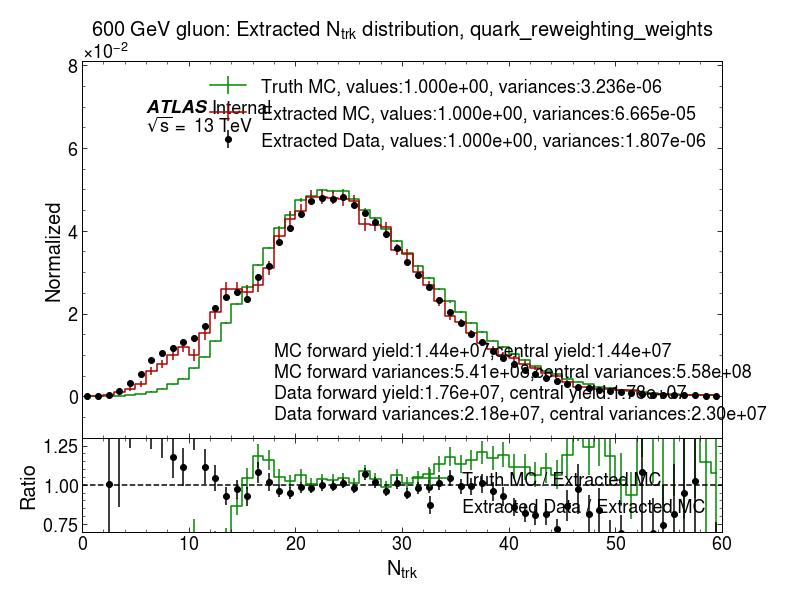 600 GeV gluon: Extracted Ntrk distribution, quark_reweighting_weights
×10−2
8
6
4
2
0
Normalized
ATLAS Internal
√s = 13 TeV
Truth MC, values:1.000e+00, variances:3.236e-06
Extracted MC, values:1.000e+00, variances:6.665e-05
Extracted Data, values:1.000e+00, variances:1.807e-06
MC forward yield:1.44e+07, central yield:1.44e+07
MC forward variances:5.41e+08, central variances:5.58e+08
Data forward yield:1.76e+07, central yield:1.78e+07
Data forward variances:2.18e+07, central variances:2.30e+07
1.25
1.00
0.75
Ratio
Truth MC / Extracted MC
Extracted Data / Extracted MC
0 10 20 30 40 50 60
Ntrk